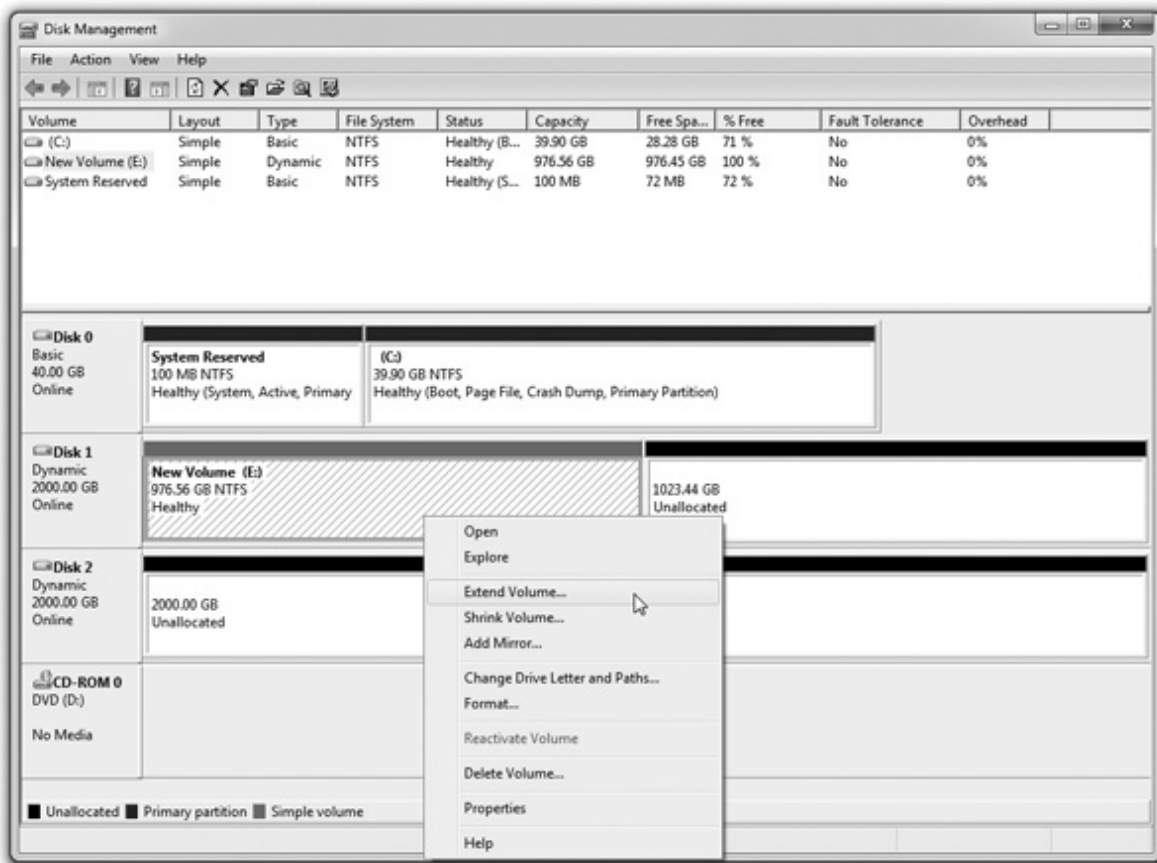 Disk Management
File Action View Help
Volume Layout Type File System Status Capacity Free Spa... % Free Fault Tolerance Overhead
(C:) Simple Basic NTFS Healthy (B... 39.90 GB 28.28 GB 71 % No 0%
New Volume (E:) Simple Dynamic NTFS Healthy 976.56 GB 976.45 GB 100 % No 0%
System Reserved Simple Basic NTFS Healthy (S... 100 MB 72 MB 72 % No 0%
Disk 0
Basic
40.00 GB
Online
System Reserved
100 MB NTFS
Healthy (System, Active, Primary
(C:)
39.90 GB NTFS
Healthy (Boot, Page File, Crash Dump, Primary Partition)
Disk 1
Dynamic
2000.00 GB
Online
New Volume (E:)
976.56 GB NTFS
Healthy
1023.44 GB
Unallocated
Disk 2
Dynamic
2000.00 GB
Online
2000.00 GB
Unallocated
CD-ROM 0
DVD (D:)
No Media
Open
Explore
Extend Volume...
Shrink Volume...
Add Mirror...
Change Drive Letter and Paths...
Format...
Reactivate Volume
Delete Volume...
Properties
Help
Unallocated Primary partition Simple volume